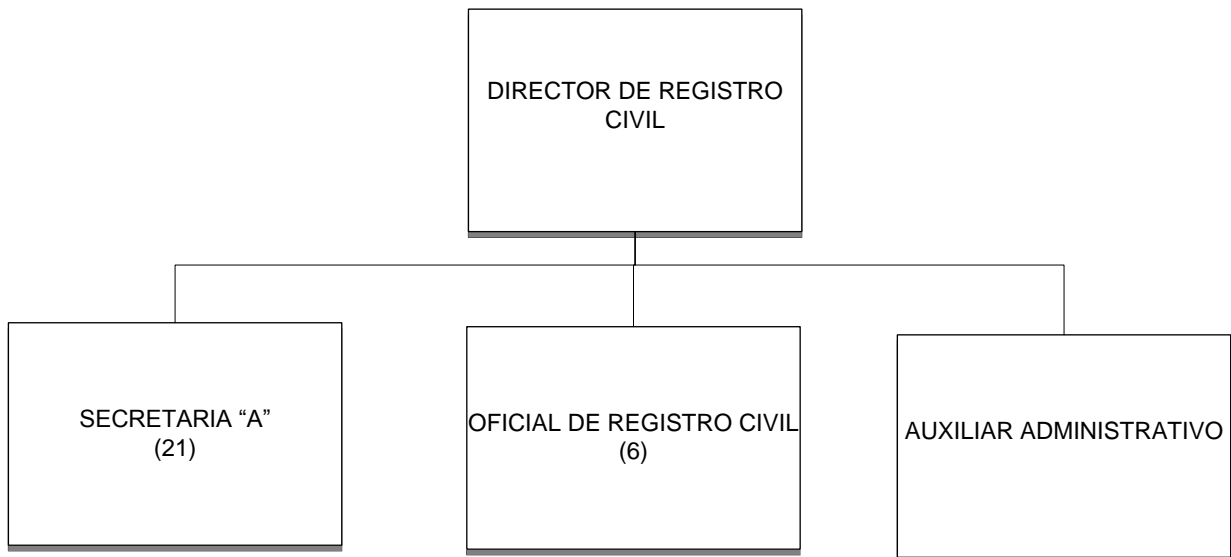 DIRECTOR DE REGISTRO
CIVIL
SECRETARIA “A”
(21)
OFICIAL DE REGISTRO CIVIL
(6)
AUXILIAR ADMINISTRATIVO